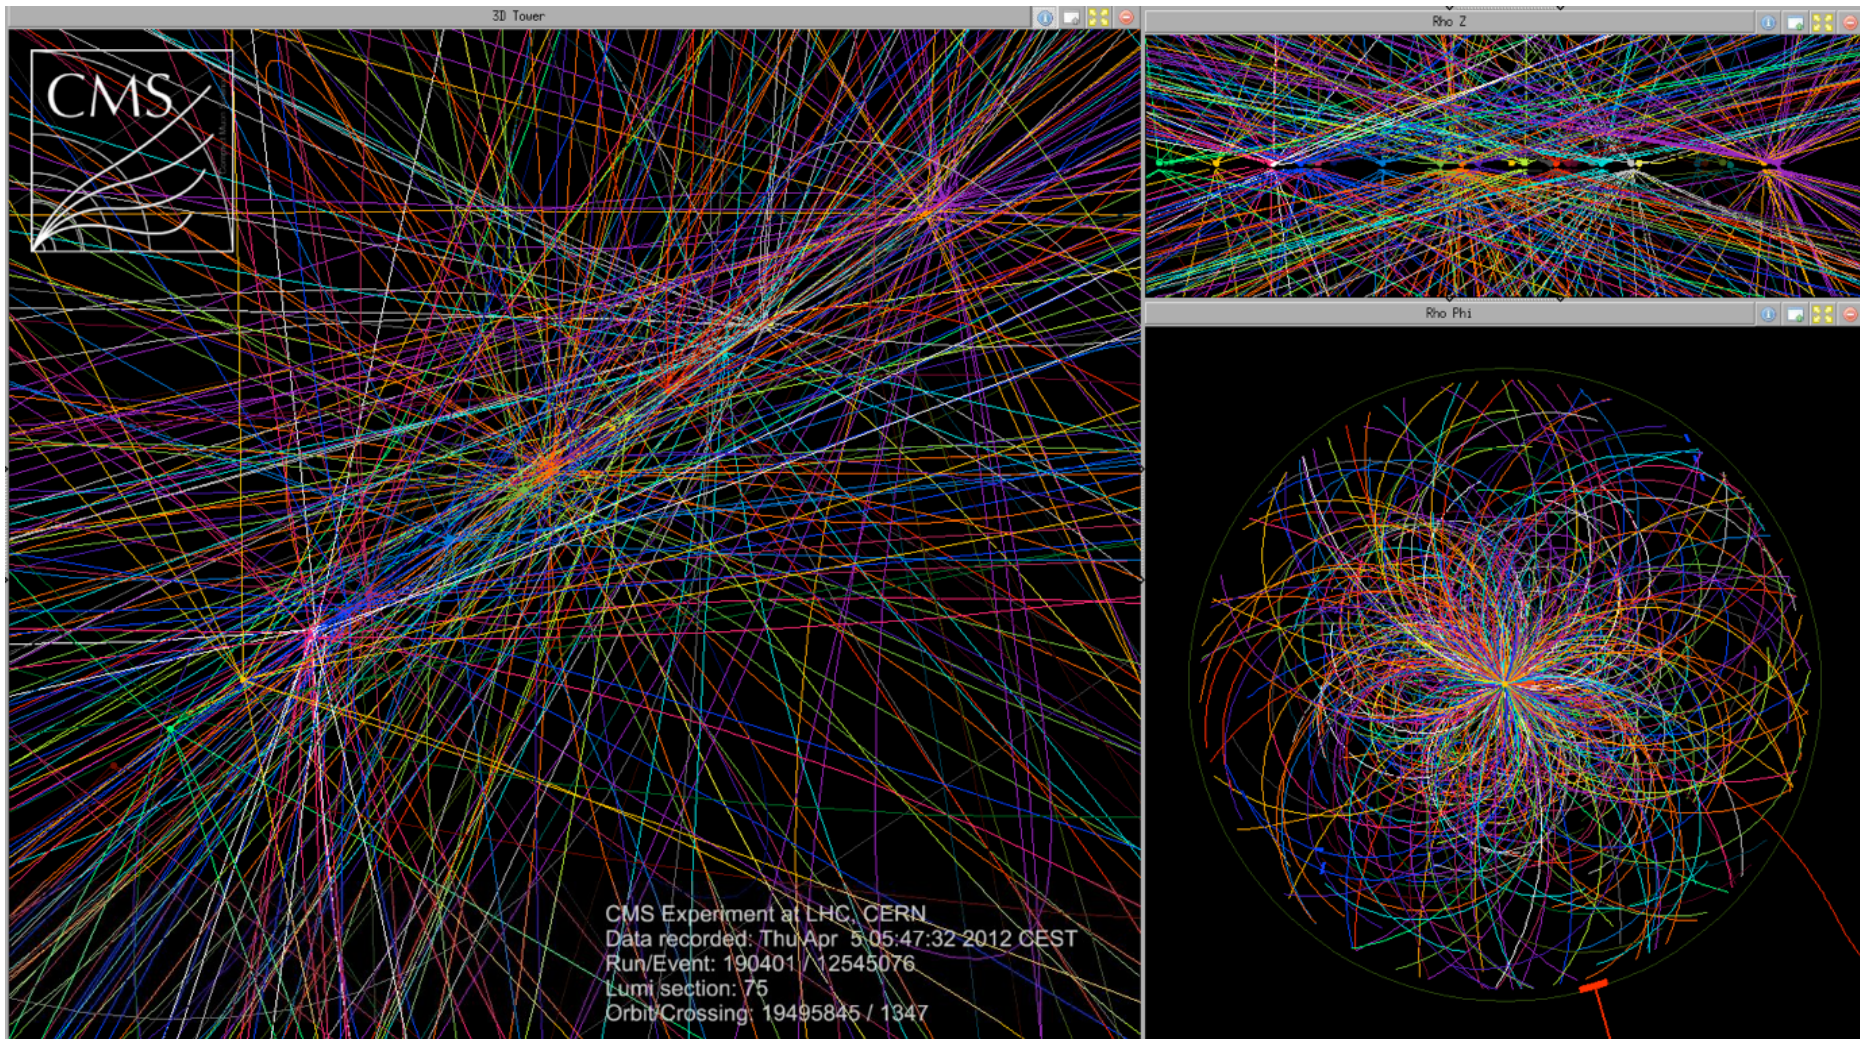 3D Tower
CMS
CMS Experiment at LHC, CERN
Data recorded: Thu Apr 5 05:47:32 2012 CEST
Run/Event: 190401 / 12545076
Lumi section: 75
Orbit/Crossing: 19495845 / 1347
Rho Z
Rho Phi